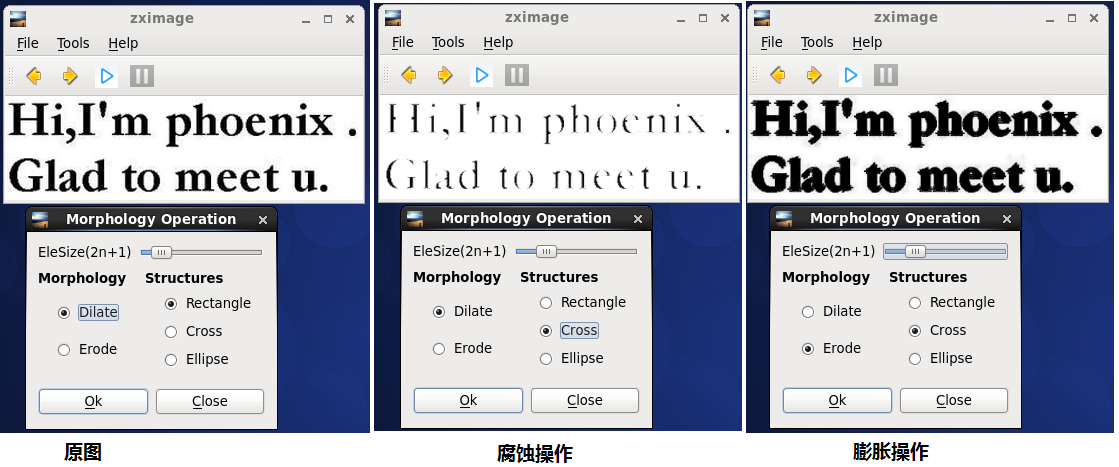 zximage
File Tools Help
Hi,I'm phoenix .
Glad to meet u.
Morphology Operation
EleSize(2n+1)
Morphology Structures
Dilate Rectangle
Cross
Erode Ellipse
Ok Close
原图
zximage
File Tools Help
Hi,I'm phoenix .
Glad to meet u.
Morphology Operation
EleSize(2n+1)
Morphology Structures
Dilate Rectangle
Cross
Erode Ellipse
Ok Close
腐蚀操作
zximage
File Tools Help
Hi,I'm phoenix .
Glad to meet u.
Morphology Operation
EleSize(2n+1)
Morphology Structures
Dilate Rectangle
Cross
Erode Ellipse
Ok Close
膨胀操作